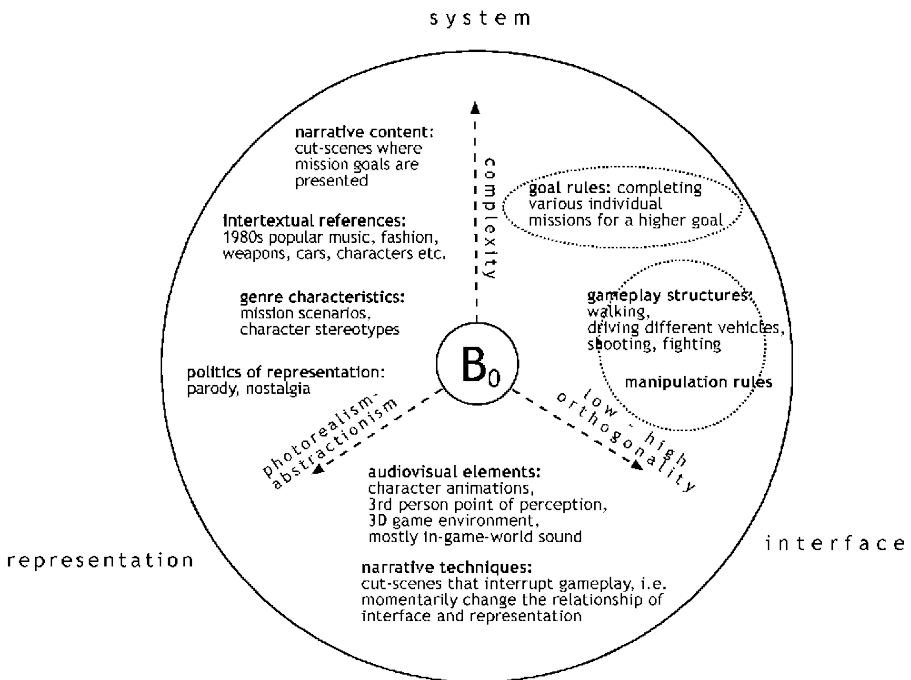 system
narrative content:
cut-scenes where
mission goals are
presented
complexity
goal rules: completing
various individual
missions for a higher goal
Intertextual references:
1980s popular music, fashion,
weapons, cars, characters etc.
genre characteristics:
mission scenarios,
character stereotypes
gameplay structures:
walking,
driving different vehicles,
shooting, fighting
manipulation rules
politics of representation:
parody, nostalgia
B0
photorealism-
abstractionism
low - high
orthogonality
audiovisual elements:
character animations,
3rd person point of perception,
3D game environment,
mostly in-game-world sound
representation
interface
narrative techniques:
cut-scenes that interrupt gameplay, i.e.
momentarily change the relationship of
interface and representation